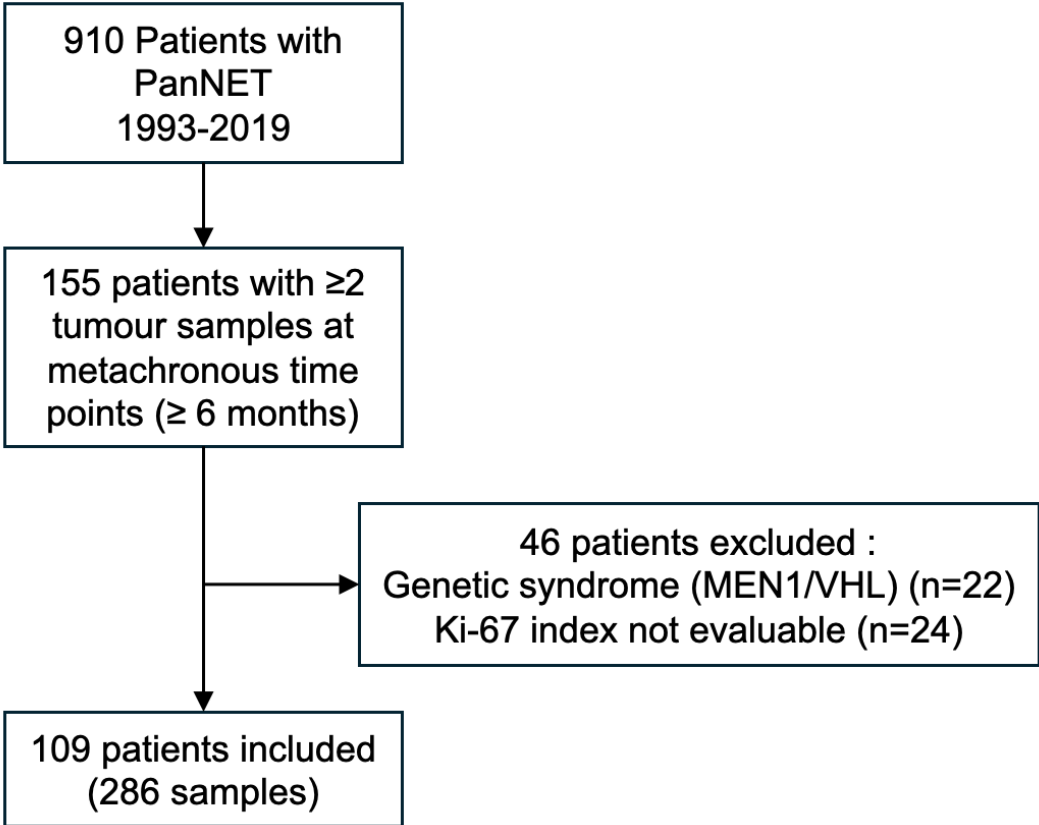 910 Patients with
PanNET
1993-2019
155 patients with ≥2
tumour samples at
metachronous time
points (≥ 6 months)
46 patients excluded :
Genetic syndrome (MEN1/VHL) (n=22)
Ki-67 index not evaluable (n=24)
109 patients included
(286 samples)